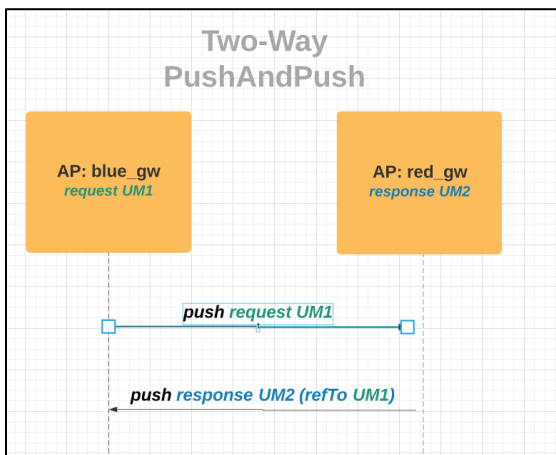 Two-Way
PushAndPush
AP: blue_gw
request UM1
AP: red_gw
response UM2
push request UM1
push response UM2 (refTo UM1)